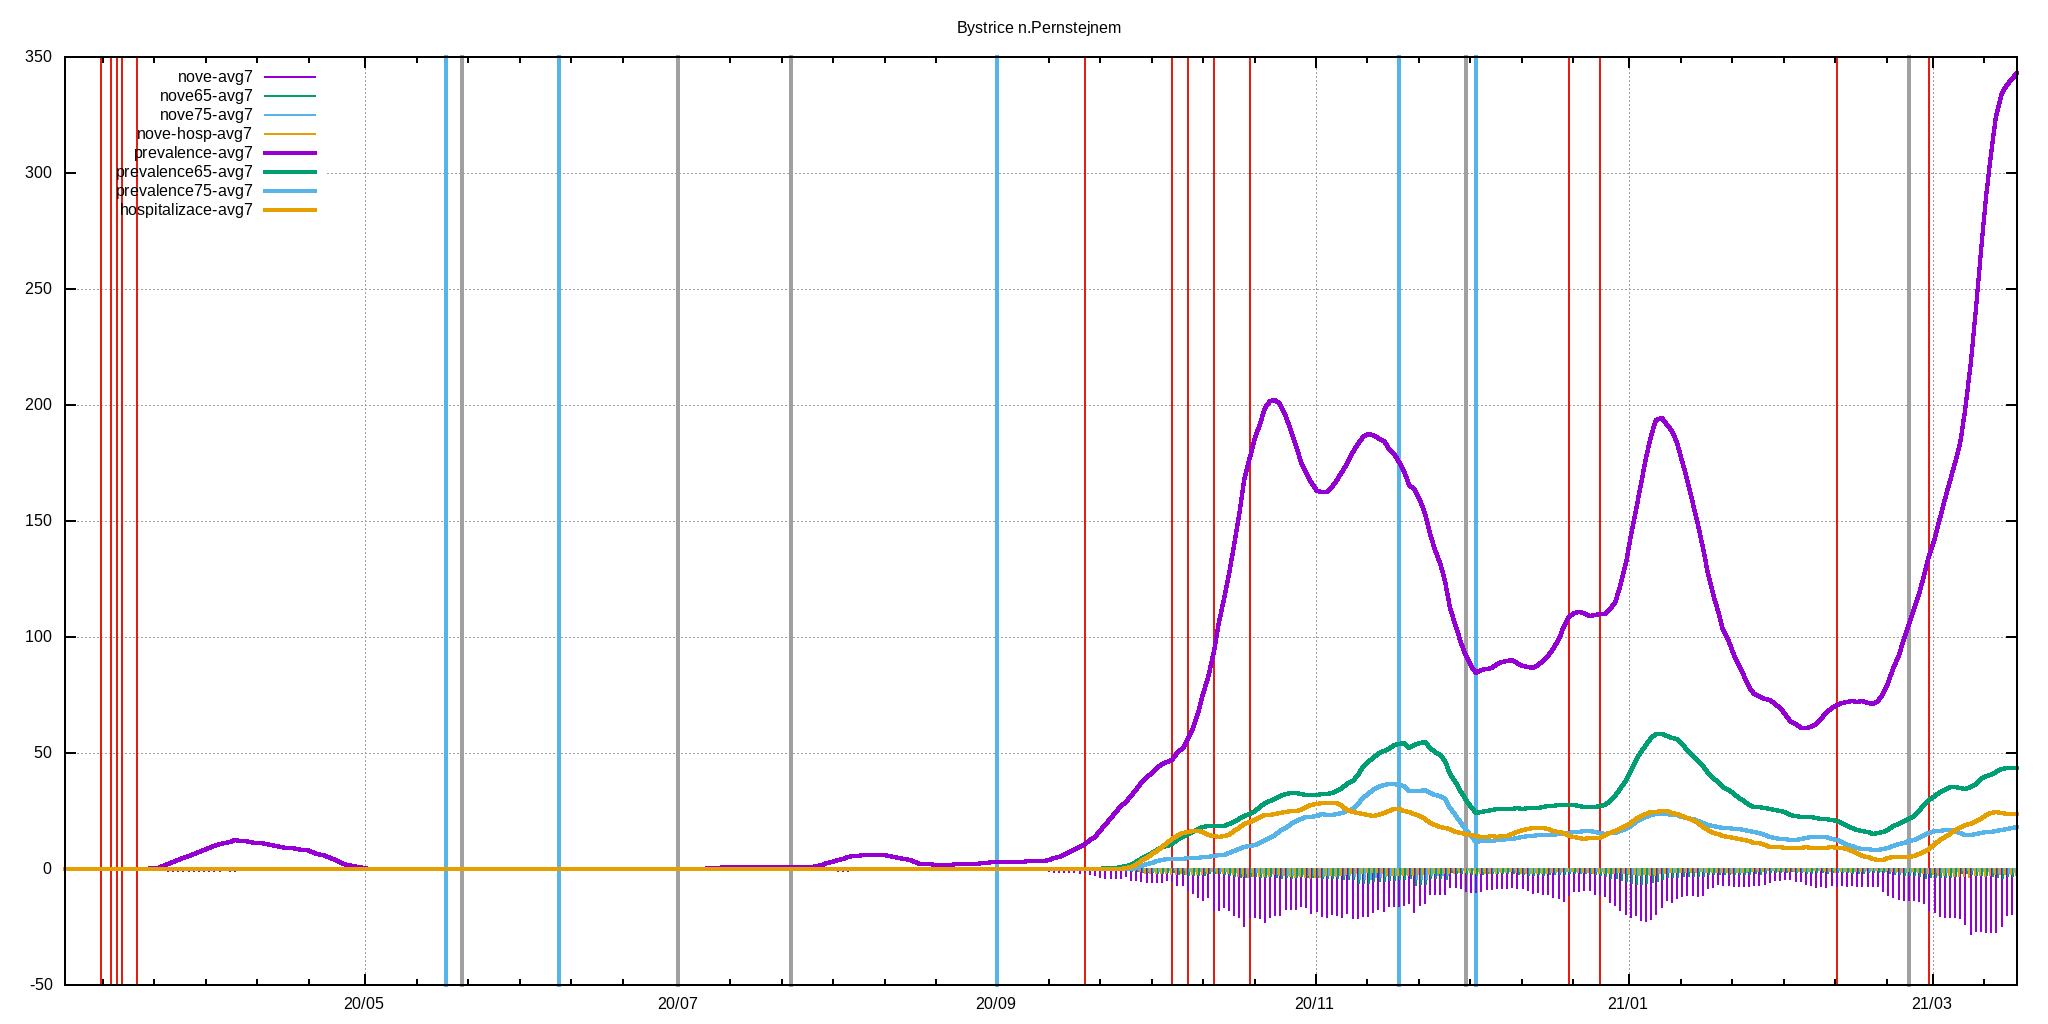 Bystrice n.Pernstejnem
350
300
250
200
150
100
50
0
-50
nove-avg7
nove65-avg7
nove75-avg7
nove-hosp-avg7
prevalence-avg7
prevalence65-avg7
prevalence75-avg7
hospitalizace-avg7
20/05 20/07 20/09 20/11 21/01 21/03